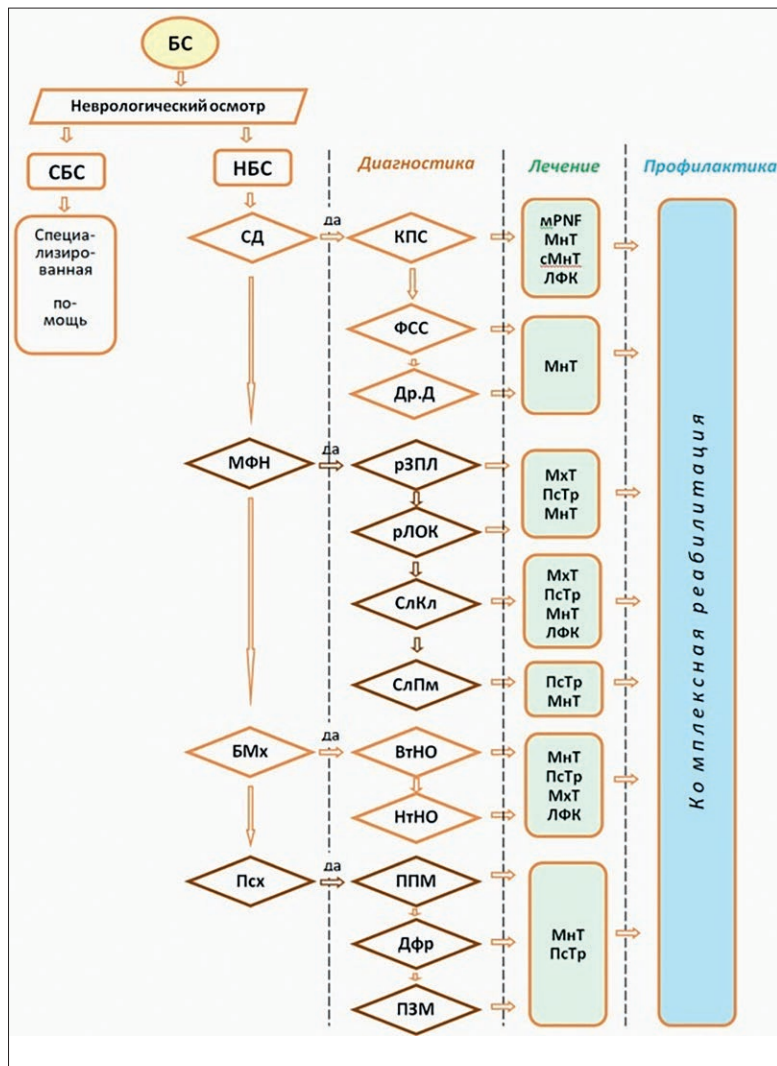 БС
Неврологический осмотр
СБС
НБС
Диагностика
Лечение
Профилактика
Специа-
лизиро-
ванная
по-
мощь
СД
да
КПС
мPNF
МнТ
сМнТ
ЛФК
ФСС
МнТ
Др.Д
МФН
да
рЗПЛ
МхТ
ПсТр
МнТ
рЛОК
СлКл
МхТ
ПсТр
МнТ
ЛФК
СлПм
ПсТр
МнТ
БМх
да
ВтНО
МнТ
ПсТр
МхТ
ЛФК
НтНО
Псх
да
ППМ
Дфр
МнТ
ПсТр
ПЗМ
Комплексная реабилитация